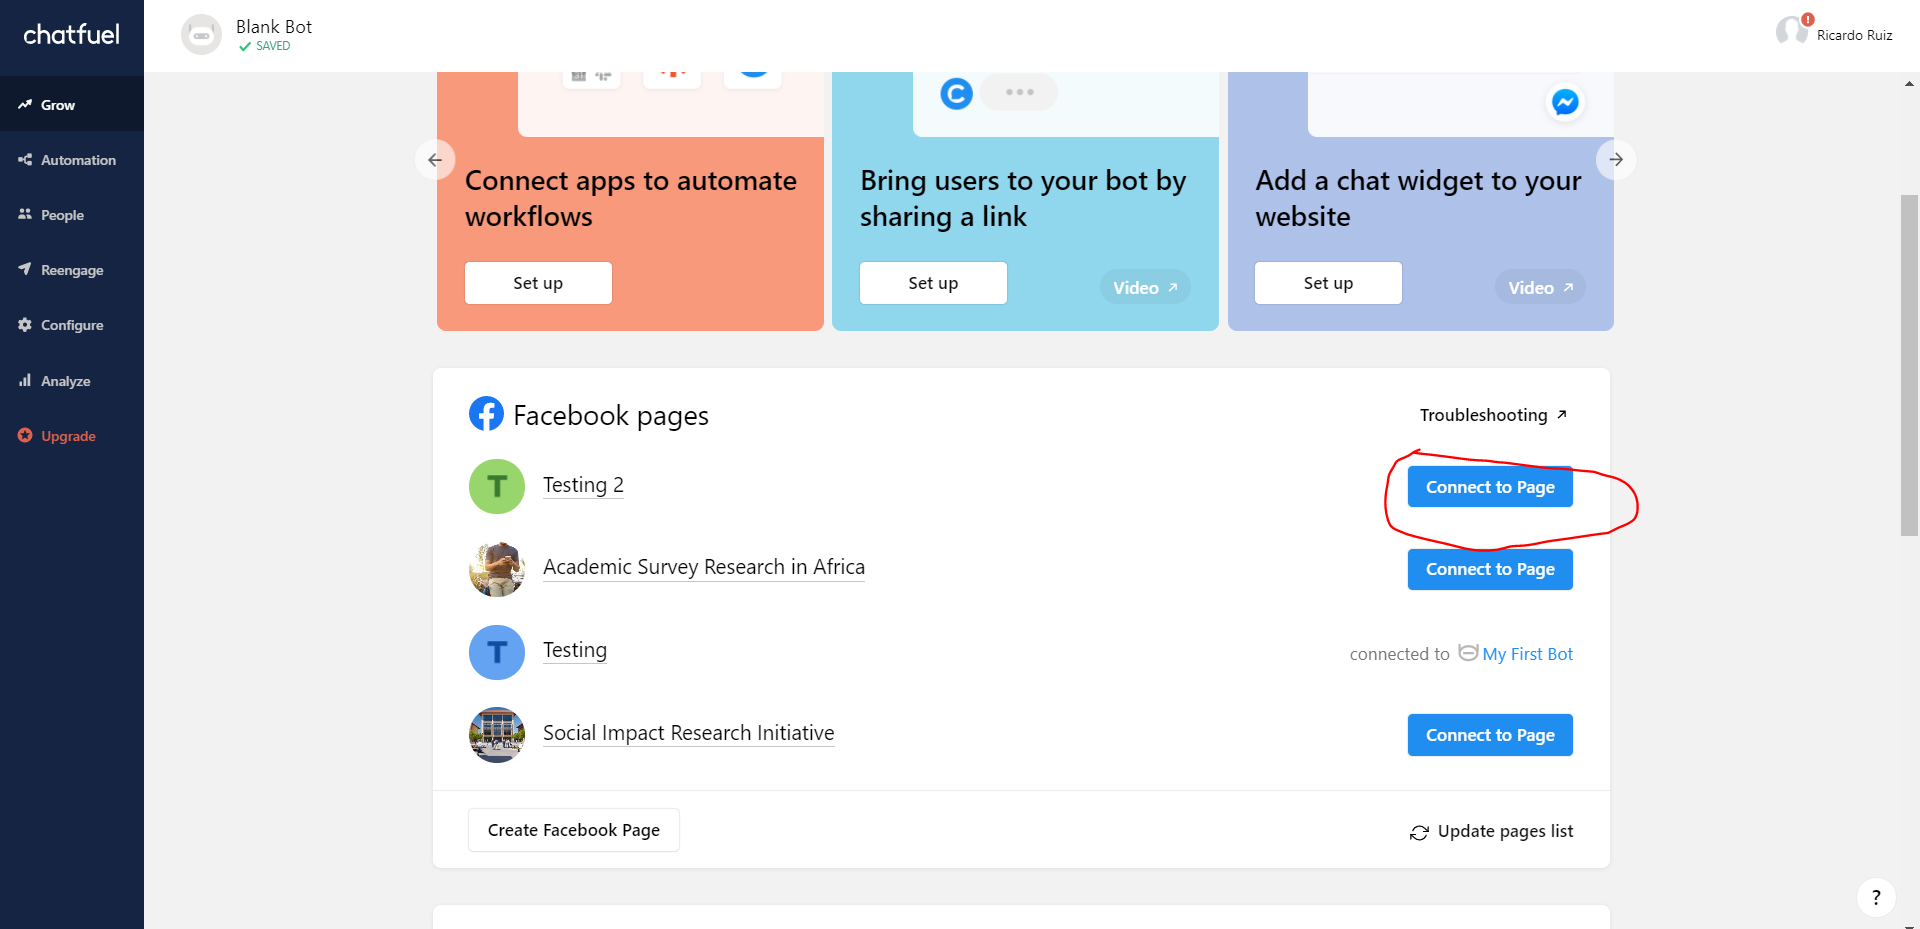 chatfuel
Blank Bot
SAVED
Ricardo Ruiz
Grow
Automation
People
Reengage
Configure
Analyze
Upgrade
Connect apps to automate
workflows
Set up
Bring users to your bot by
sharing a link
Set up
Video
Add a chat widget to your
website
Set up
Video
Facebook pages
Troubleshooting
T
Testing 2
Connect to Page
Academic Survey Research in Africa
Connect to Page
T
Testing
connected to My First Bot
Social Impact Research Initiative
Connect to Page
Create Facebook Page
Update pages list
?